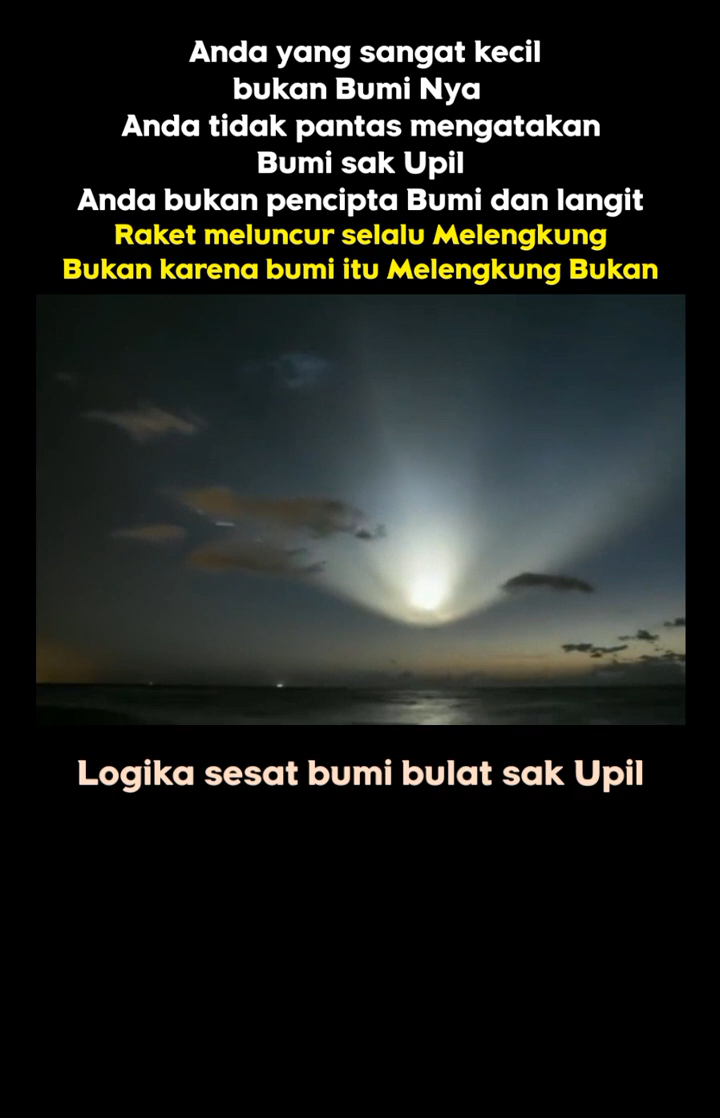 Anda yang sangat kecil
bukan Bumi Nya
Anda tidak pantas mengatakan
Bumi sak Upil
Anda bukan pencipta Bumi dan langit
Raket meluncur selalu Melengkung
Bukan karena bumi itu Melengkung Bukan
Logika sesat bumi bulat sak Upil